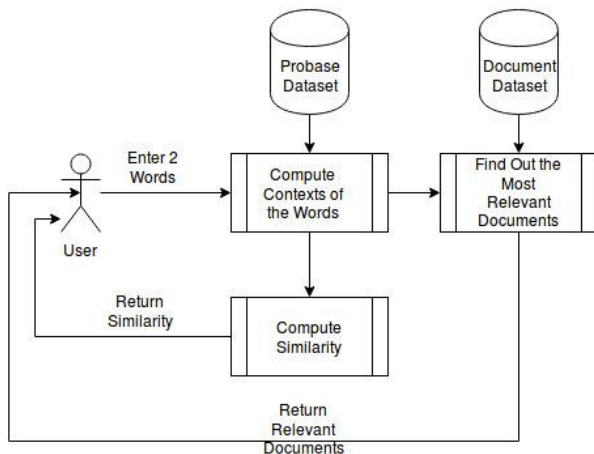 Probase
Dataset
Document
Dataset
Enter 2
Words
Compute
Contexts of
the Words
Find Out the
Most
Relevant
Documents
User
Return
Similarity
Compute
Similarity
Return
Relevant
Documents